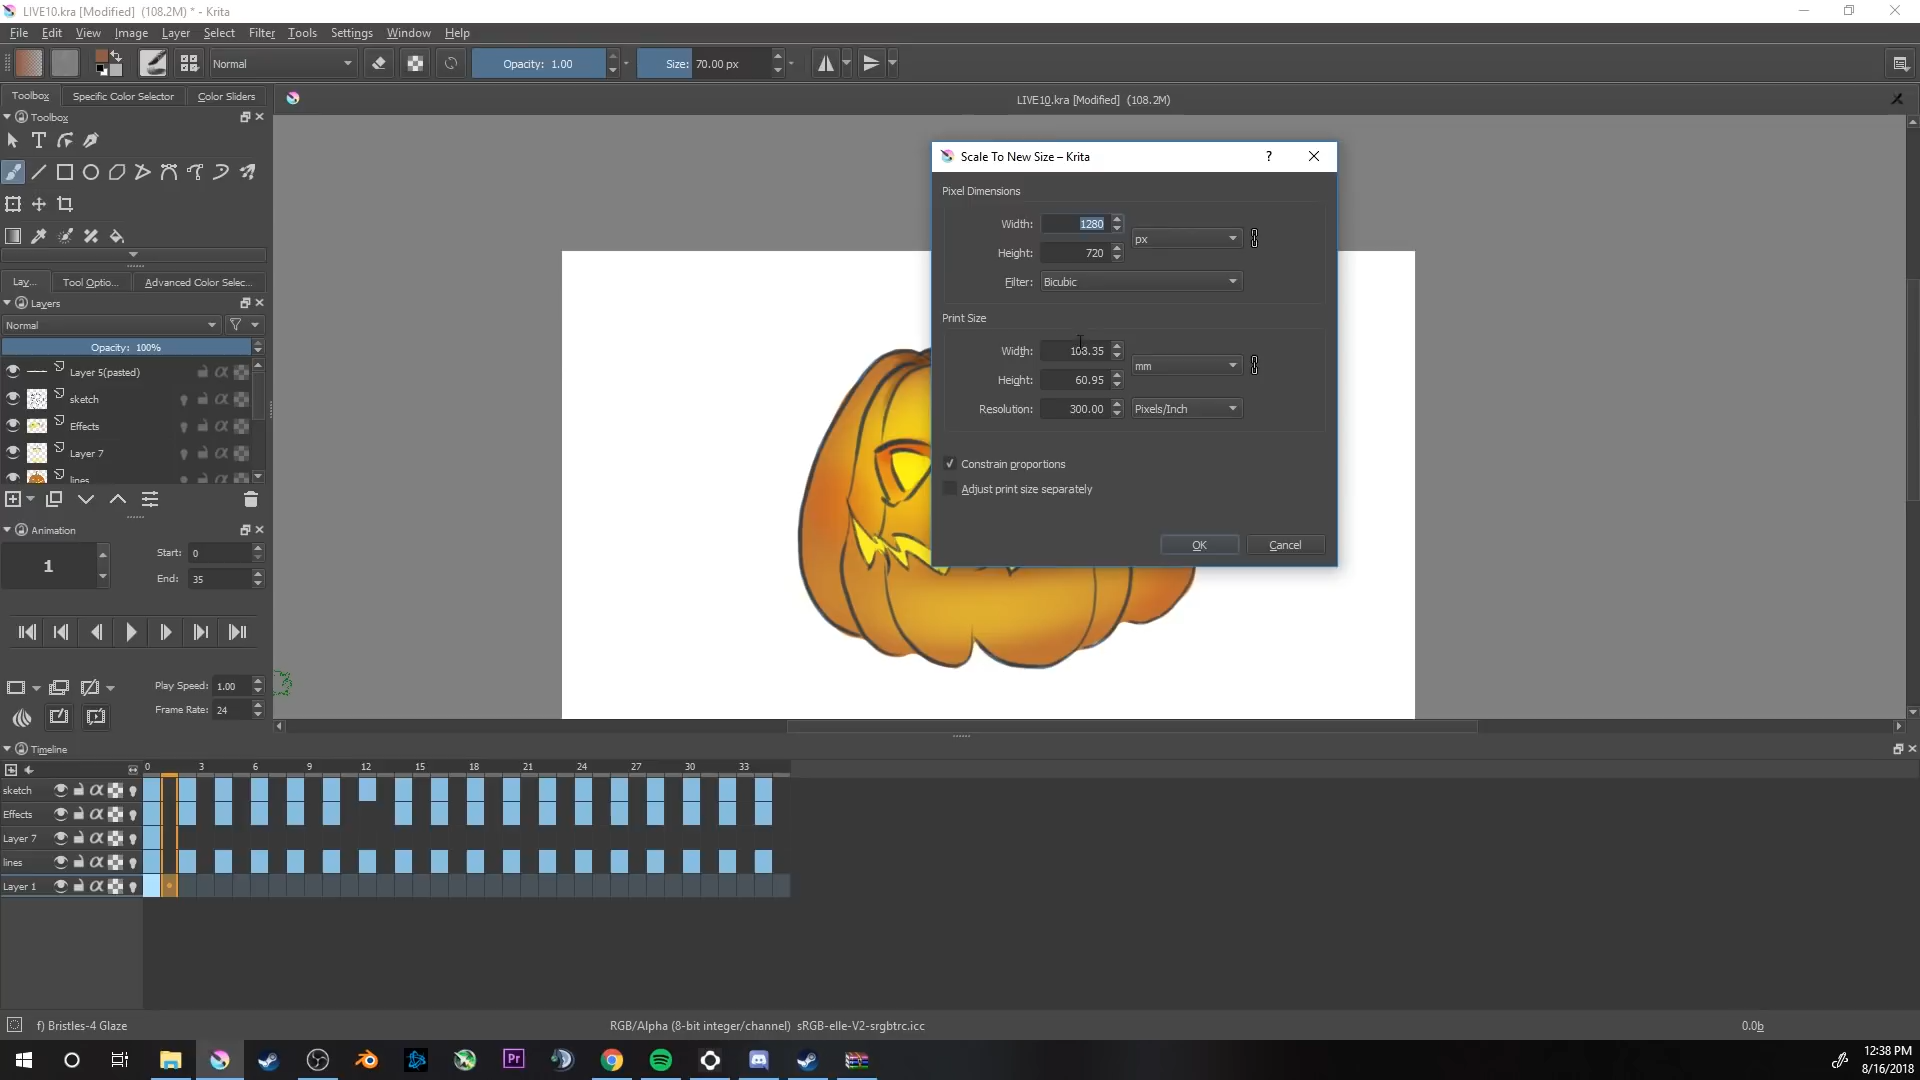 LIVE10.kra [Modified] (108.2M) * - Krita
File Edit View Image Layer Select Filter Tools Settings Window Help
Normal Opacity: 1.00 Size: 70.00 px
Toolbox Specific Color Selector Color Sliders
LIVE10.kra [Modified] (108.2M)
Toolbox
Scale To New Size – Krita ?
Pixel Dimensions
Width: 1280
px
Height: 720
Filter: Bicubic
Print Size
Width: 108.35
mm
Height: 60.95
Resolution: 300.00 Pixels/Inch
Constrain proportions
Adjust print size separately
OK Cancel
Lay... Tool Optio... Advanced Color Selec...
Layers
Normal
Opacity: 100%
Layer 5(pasted)
sketch
Effects
Layer 7
lines
Animation
1
Start: 0
End: 35
Play Speed: 1.00
Frame Rate: 24
Timeline
0 3 6 9 12 15 18 21 24 27 30 33
sketch
Effects
Layer 7
lines
Layer 1
f) Bristles-4 Glaze
RGB/Alpha (8-bit integer/channel) sRGB-elle-V2-srgbtrc.icc
0.0b
Pr
12:38 PM
8/16/2018